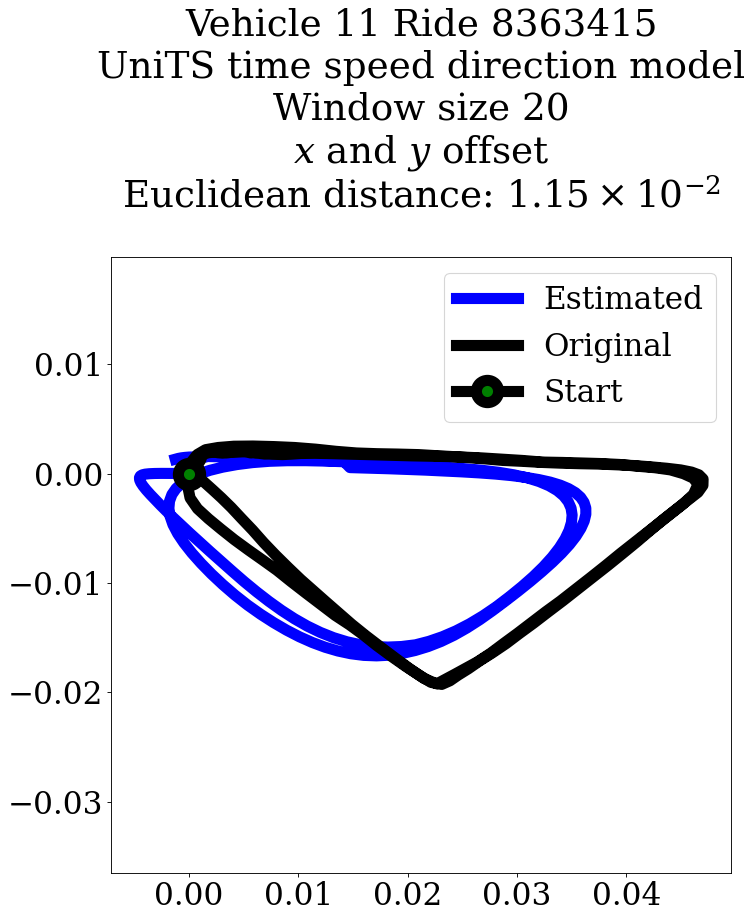 Vehicle 11 Ride 8363415
UniTS time speed direction model
Window size 20
x and y offset
Euclidean distance: 1.15 × 10⁻²
Estimated
Original
Start
0.01
0.00
−0.01
−0.02
−0.03
0.00 0.01 0.02 0.03 0.04